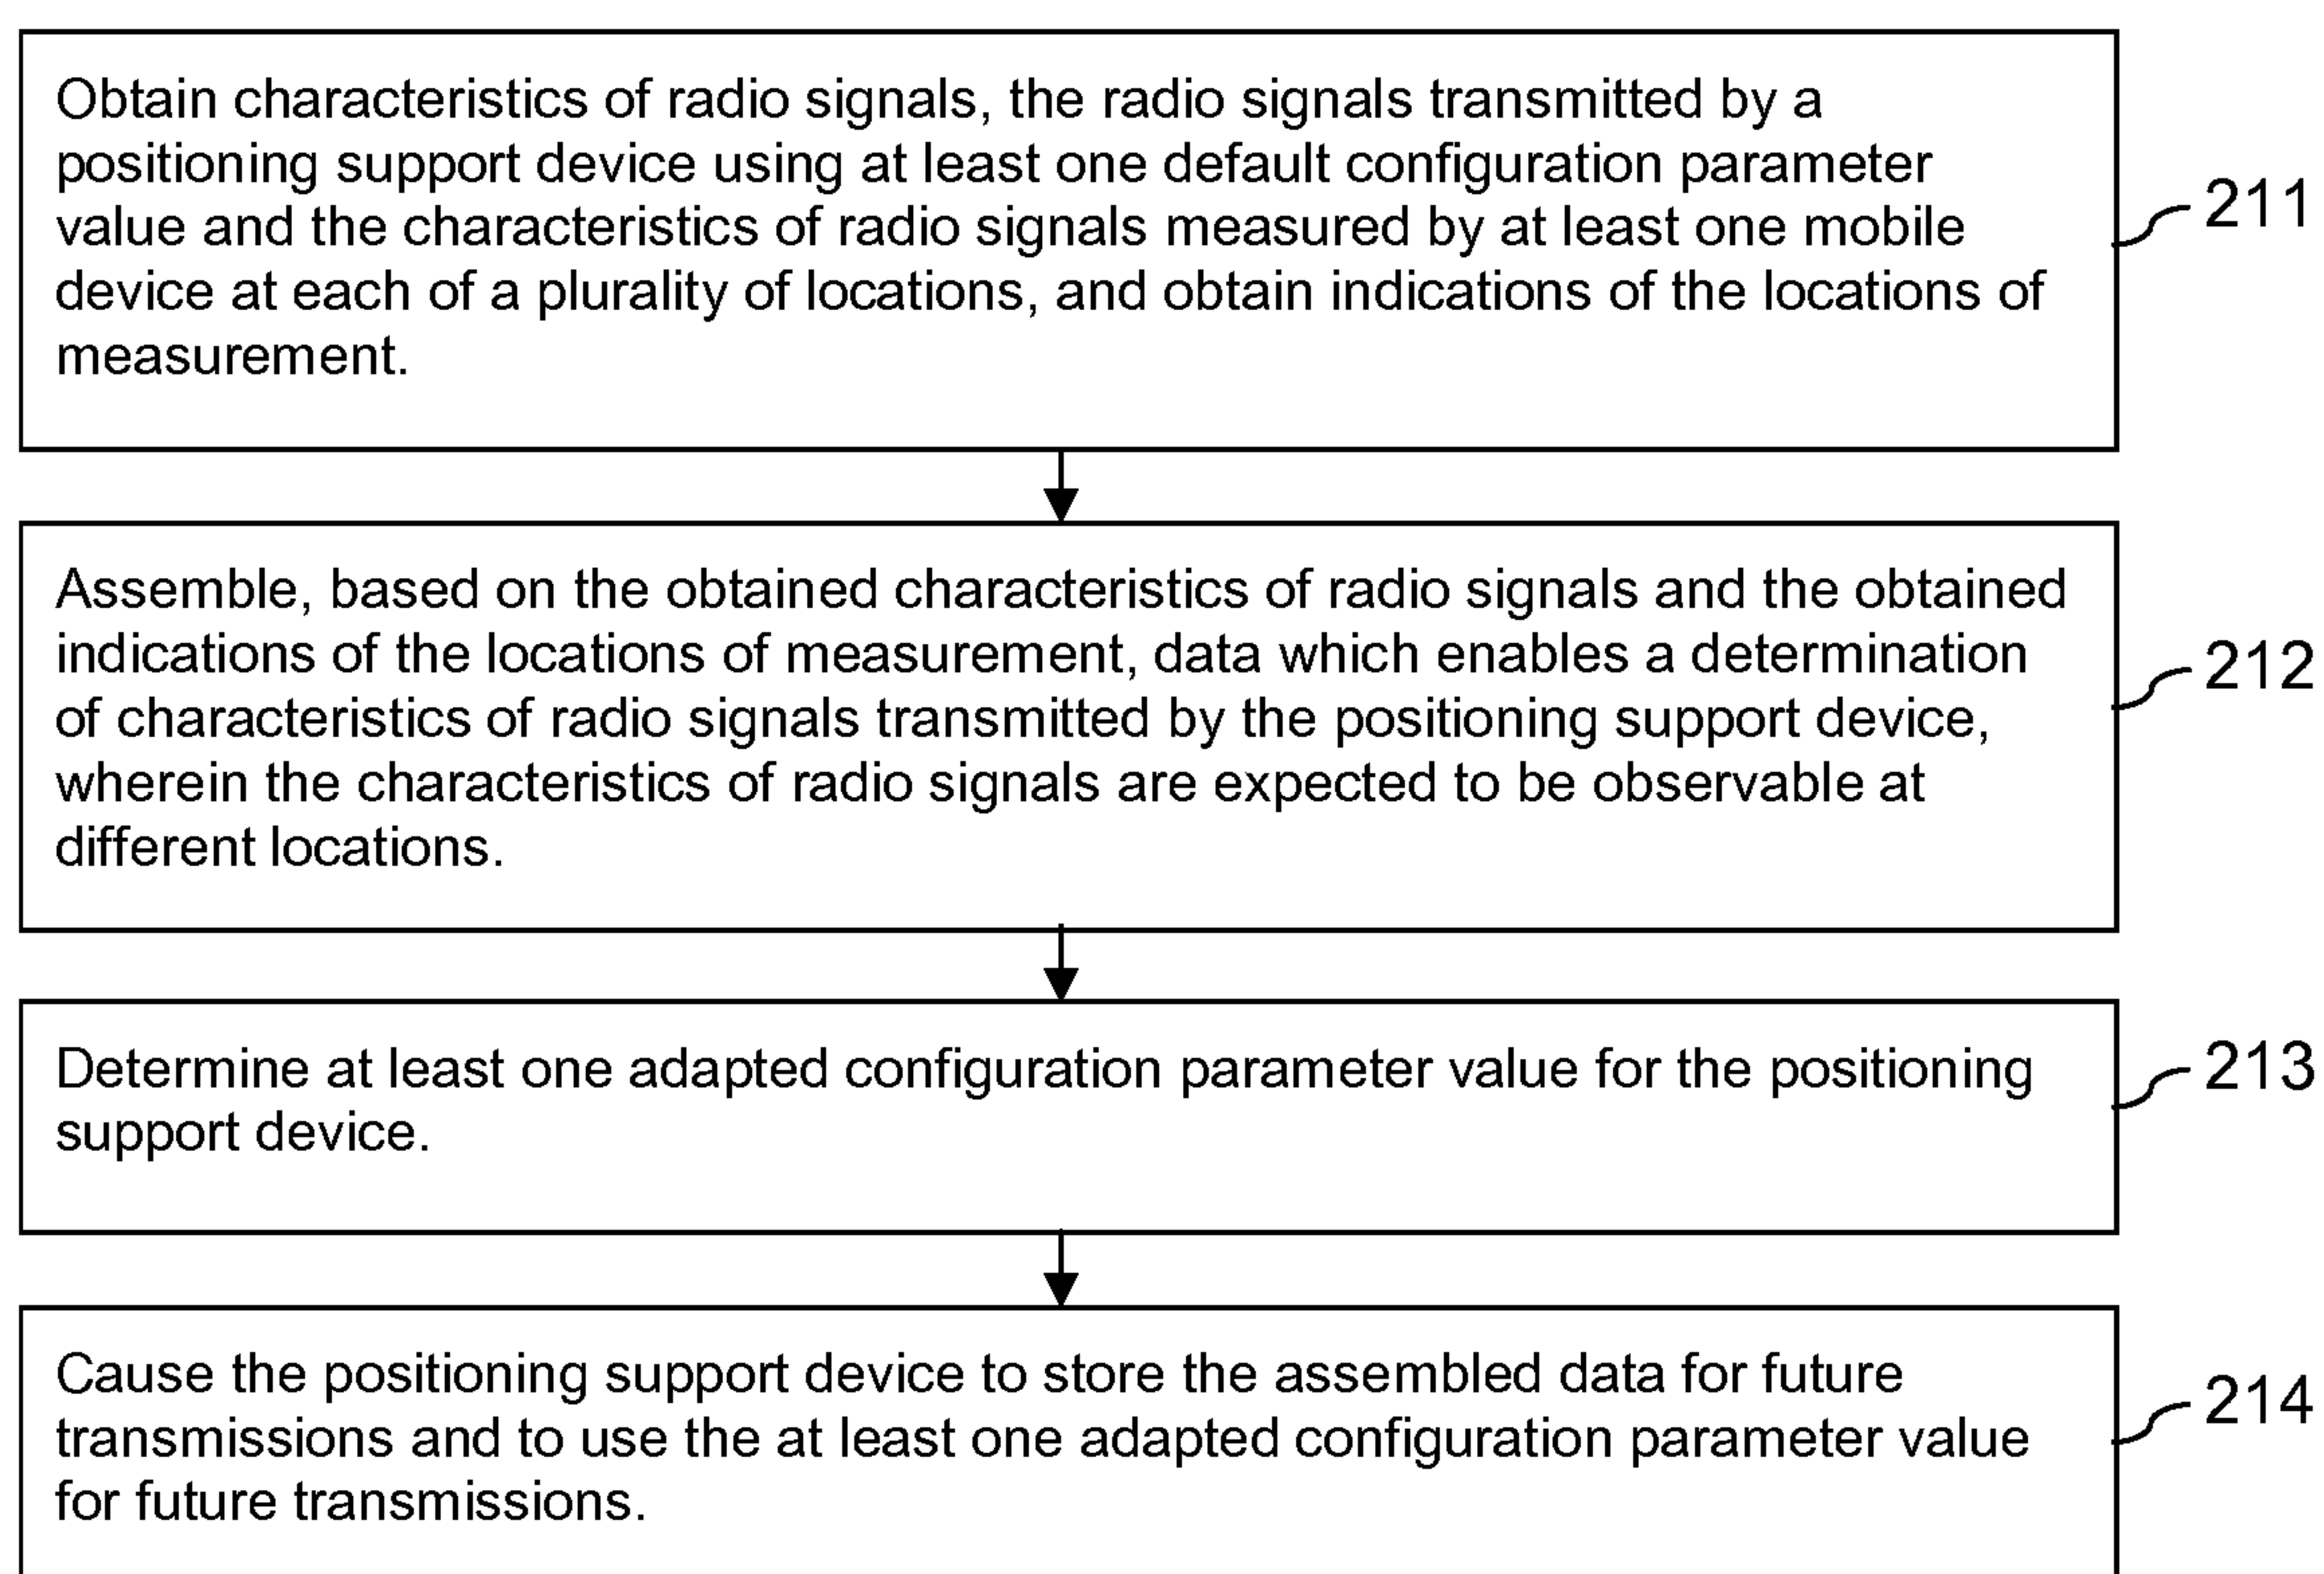 Obtain characteristics of radio signals, the radio signals transmitted by a
positioning support device using at least one default configuration parameter
value and the characteristics of radio signals measured by at least one mobile
device at each of a plurality of locations, and obtain indications of the locations of
measurement.
211
Assemble, based on the obtained characteristics of radio signals and the obtained
indications of the locations of measurement, data which enables a determination
of characteristics of radio signals transmitted by the positioning support device,
wherein the characteristics of radio signals are expected to be observable at
different locations.
212
Determine at least one adapted configuration parameter value for the positioning
support device.
213
Cause the positioning support device to store the assembled data for future
transmissions and to use the at least one adapted configuration parameter value
for future transmissions.
214